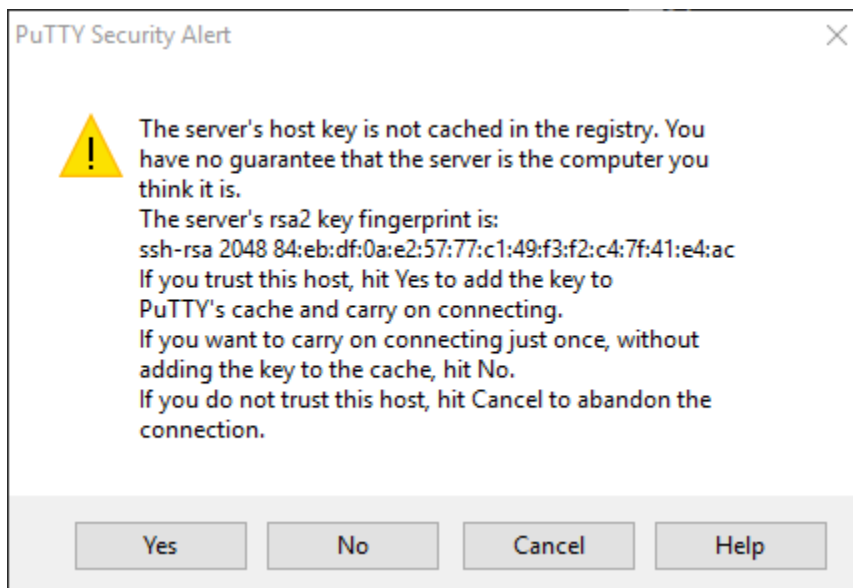 PuTTY Security Alert
The server's host key is not cached in the registry. You
have no guarantee that the server is the computer you
think it is.
The server's rsa2 key fingerprint is:
ssh-rsa 2048 84:eb:df:0a:e2:57:77:c1:49:f3:f2:c4:7f:41:e4:ac
If you trust this host, hit Yes to add the key to
PuTTY's cache and carry on connecting.
If you want to carry on connecting just once, without
adding the key to the cache, hit No.
If you do not trust this host, hit Cancel to abandon the
connection.
Yes No Cancel Help